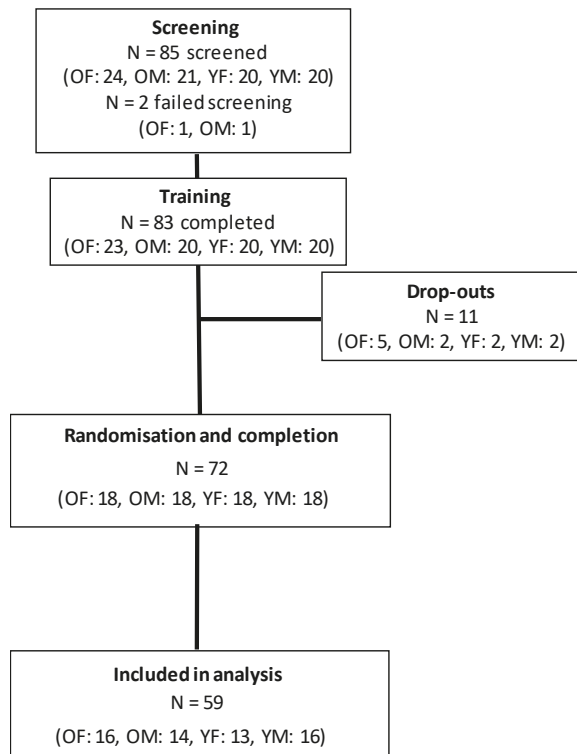 Screening
N = 85 screened
(OF: 24, OM: 21, YF: 20, YM: 20)
N = 2 failed screening
(OF: 1, OM: 1)
Training
N = 83 completed
(OF: 23, OM: 20, YF: 20, YM: 20)
Drop-outs
N = 11
(OF: 5, OM: 2, YF: 2, YM: 2)
Randomisation and completion
N = 72
(OF: 18, OM: 18, YF: 18, YM: 18)
Included in analysis
N = 59
(OF: 16, OM: 14, YF: 13, YM: 16)